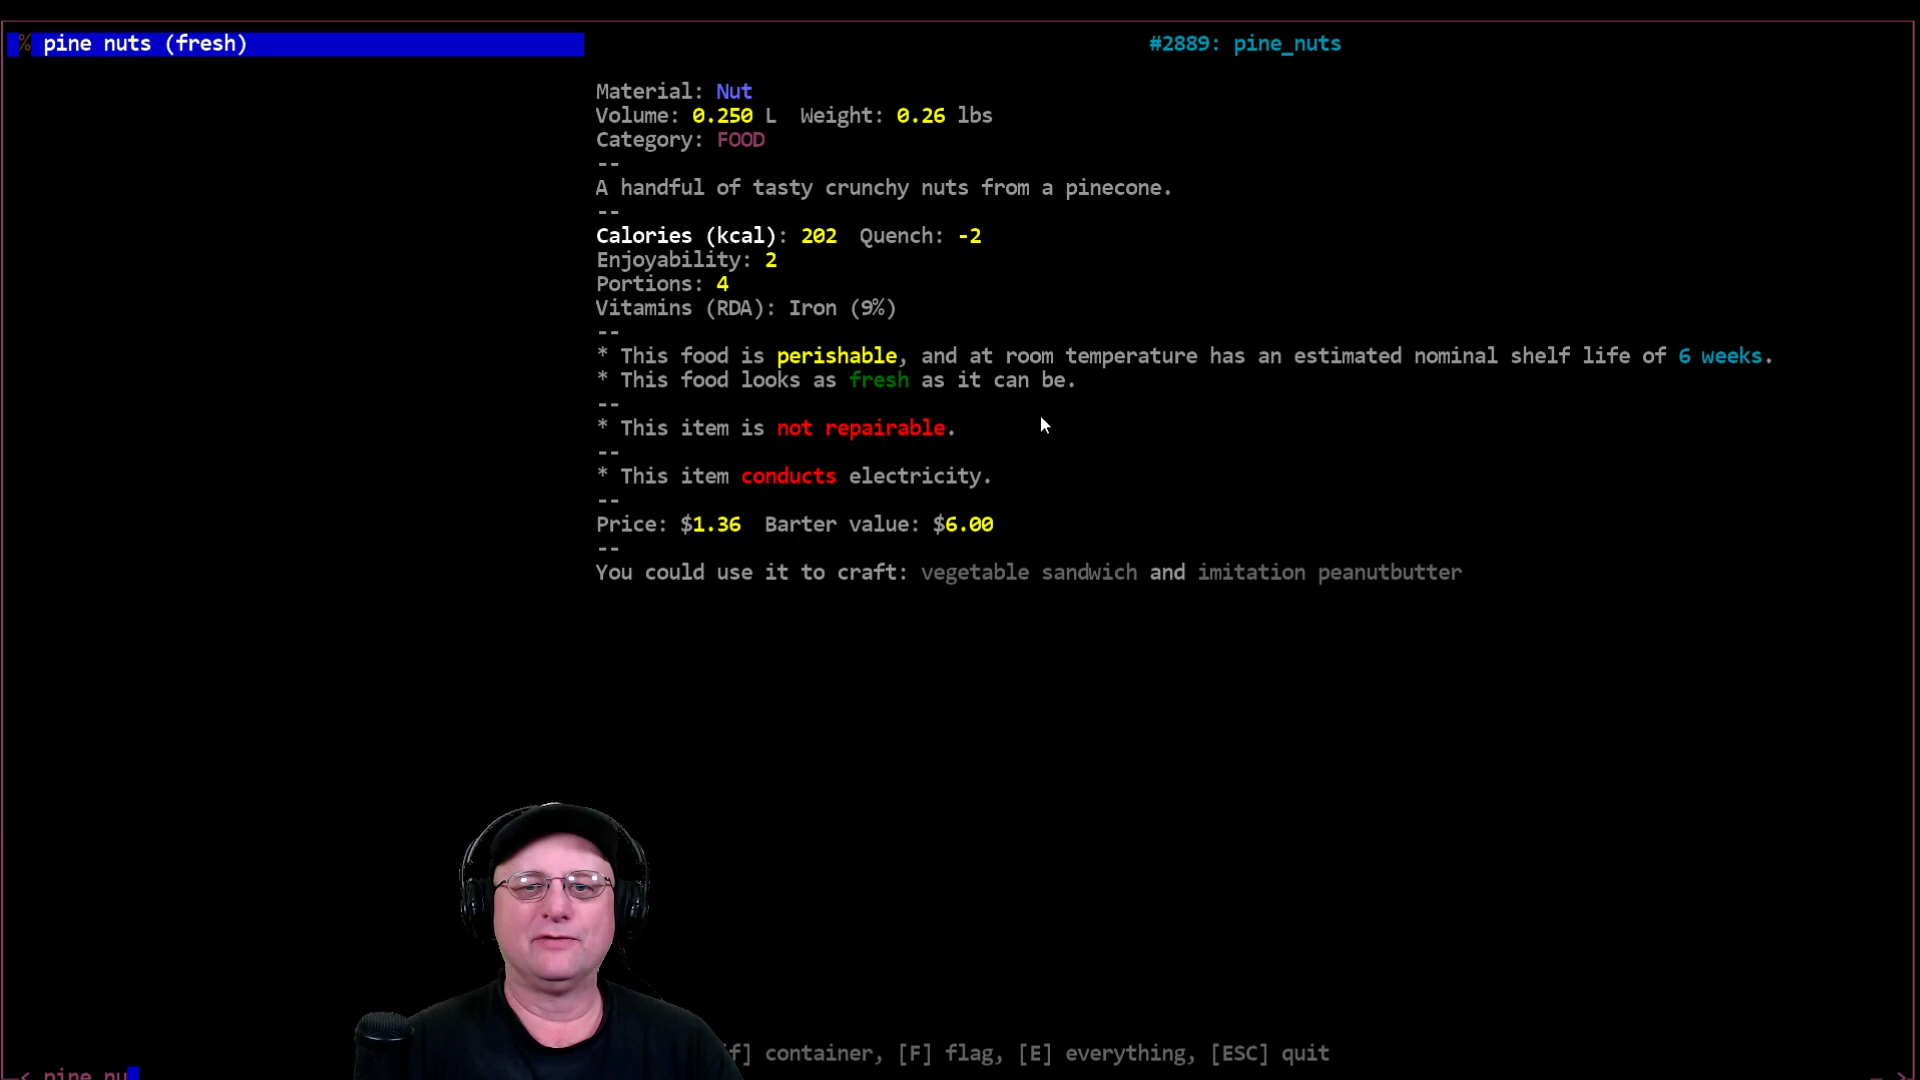 % pine nuts (fresh)
#2889: pine_nuts
Material: Nut
Volume: 0.250 L Weight: 0.26 lbs
Category: FOOD
--
A handful of tasty crunchy nuts from a pinecone.
--
Calories (kcal): 202 Quench: -2
Enjoyability: 2
Portions: 4
Vitamins (RDA): Iron (9%)
--
* This food is perishable, and at room temperature has an estimated nominal shelf life of 6 weeks.
* This food looks as fresh as it can be.
--
* This item is not repairable.
--
* This item conducts electricity.
--
Price: $1.36 Barter value: $6.00
--
You could use it to craft: vegetable sandwich and imitation peanutbutter
f] container, [F] flag, [E] everything, [ESC] quit
< pine nu >